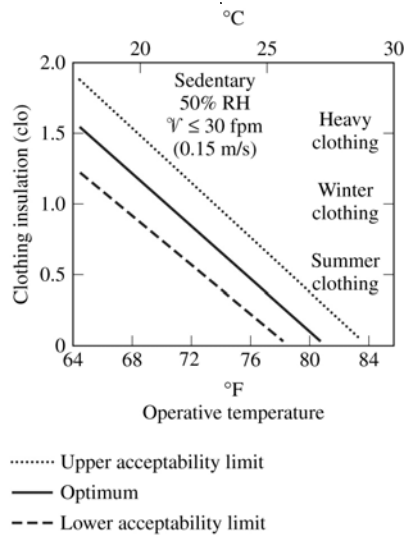 °C
20
25
30
2.0
1.5
1.0
0.5
0
Clothing insulation (clo)
Sedentary
50% RH
𝒱 ≤ 30 fpm
(0.15 m/s)
Heavy
clothing
Winter
clothing
Summer
clothing
64
68
72
76
80
84
°F
Operative temperature
Upper acceptability limit
Optimum
Lower acceptability limit